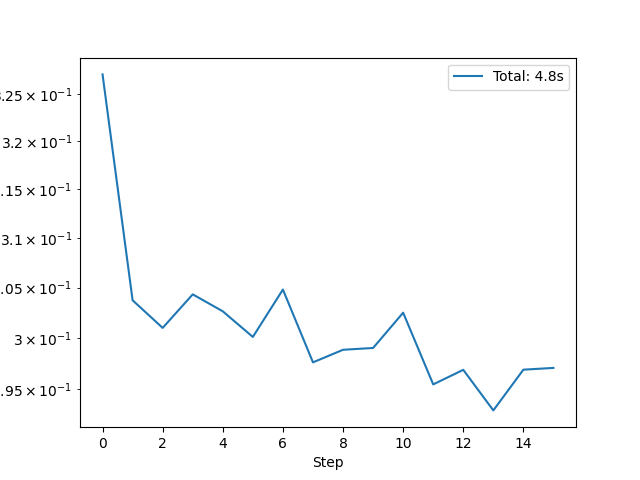 Total: 4.8s
.25 × 10⁻¹
3.2 × 10⁻¹
.15 × 10⁻¹
3.1 × 10⁻¹
.05 × 10⁻¹
3 × 10⁻¹
.95 × 10⁻¹
0 2 4 6 8 10 12 14
Step